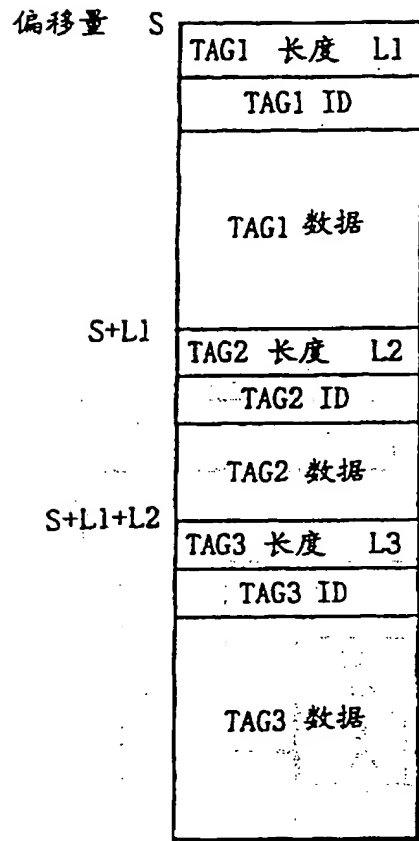 偏移量 S
TAG1 长度 L1
TAG1 ID
TAG1 数据
S+L1
TAG2 长度 L2
TAG2 ID
TAG2 数据
S+L1+L2
TAG3 长度 L3
TAG3 ID
TAG3 数据